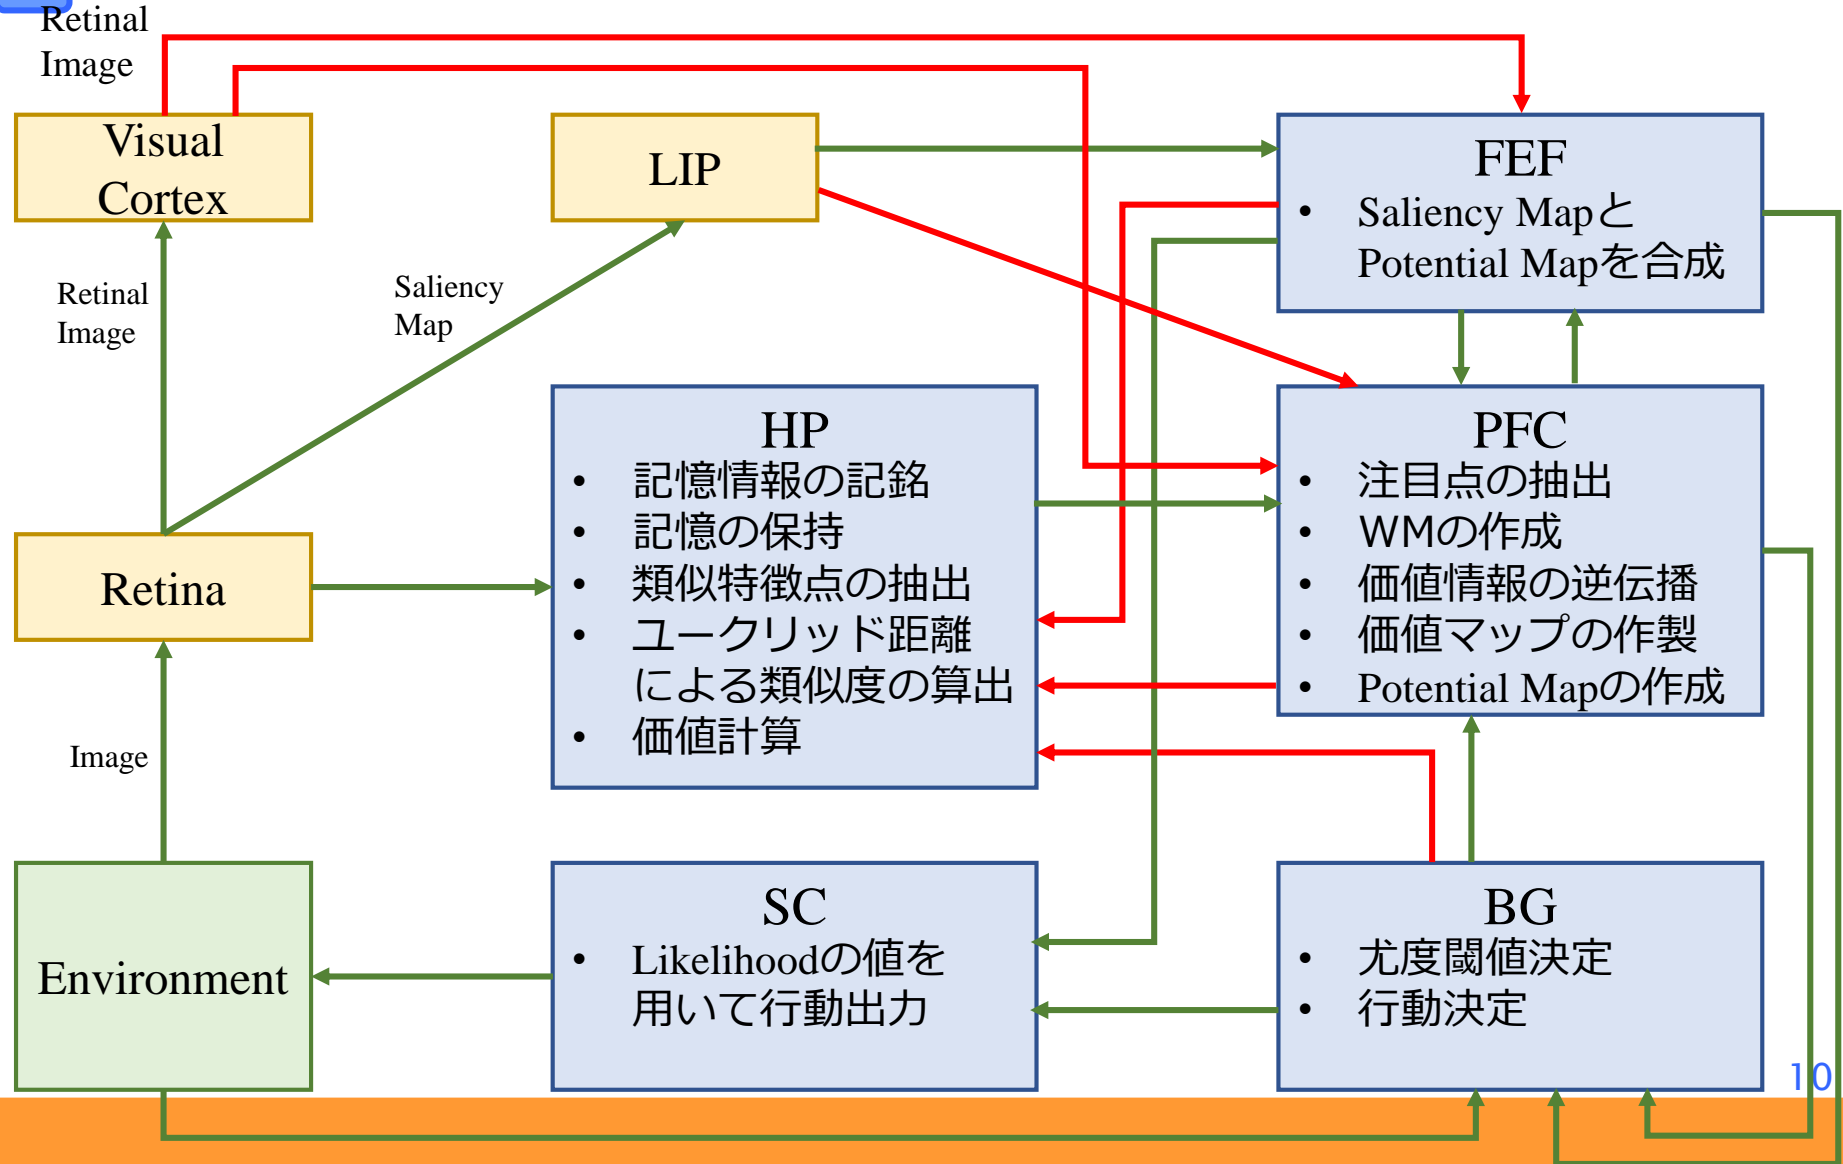 Retinal
Image
Visual
Cortex
LIP
FEF
• Saliency Mapと
Potential Mapを合成
Retinal
Image
Saliency
Map
HP
• 記憶情報の記銘
• 記憶の保持
• 類似特徴点の抽出
• ユークリッド距離
による類似度の算出
• 価値計算
PFC
• 注目点の抽出
• WMの作成
• 価値情報の逆伝播
• 価値マップの作製
• Potential Mapの作成
Retina
Image
Environment
SC
• Likelihoodの値を
用いて行動出力
BG
• 尤度閾値決定
• 行動決定
10